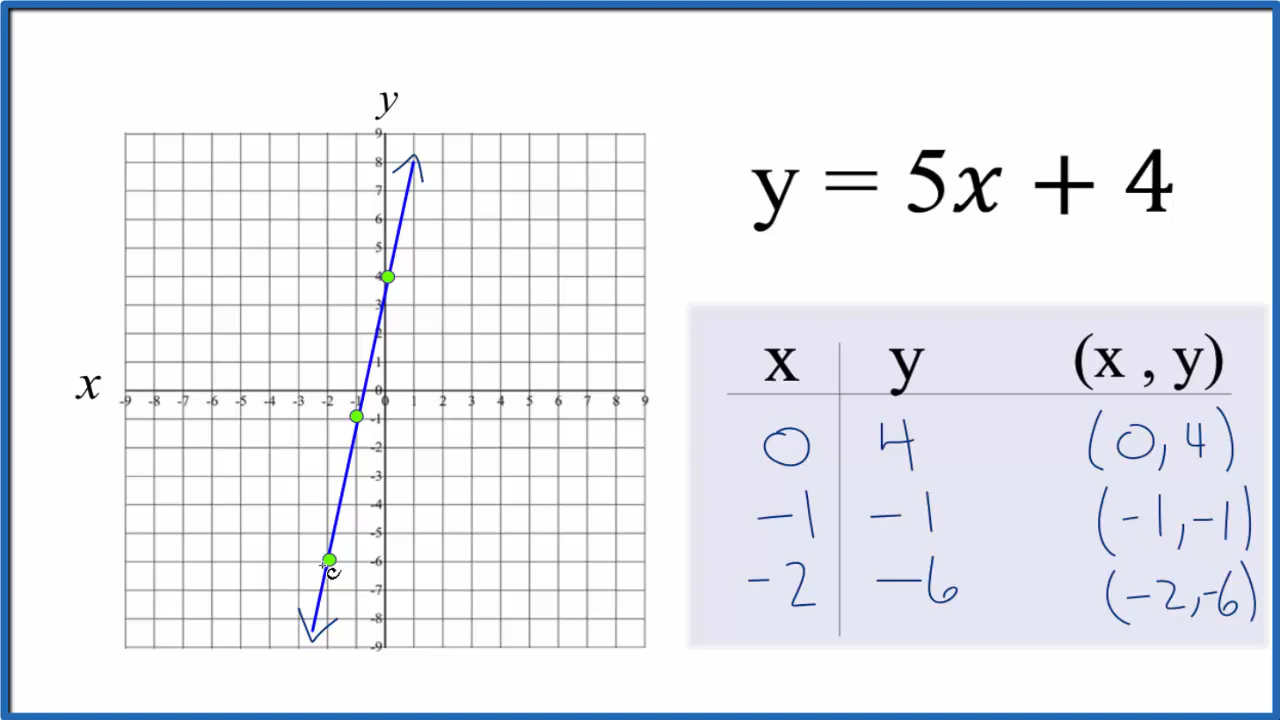 y
9
8
7
6
5
4
3
2
1
x
0
-9 -8 -7 -6 -5 -4 -3 -2 -1 0 1 2 3 4 5 6 7 8 9
-1
-2
-3
-4
-5
-6
-7
-8
-9
y = 5x + 4
x y (x , y)
0 4 (0, 4)
-1 -1 (-1, -1)
-2 -6 (-2, -6)